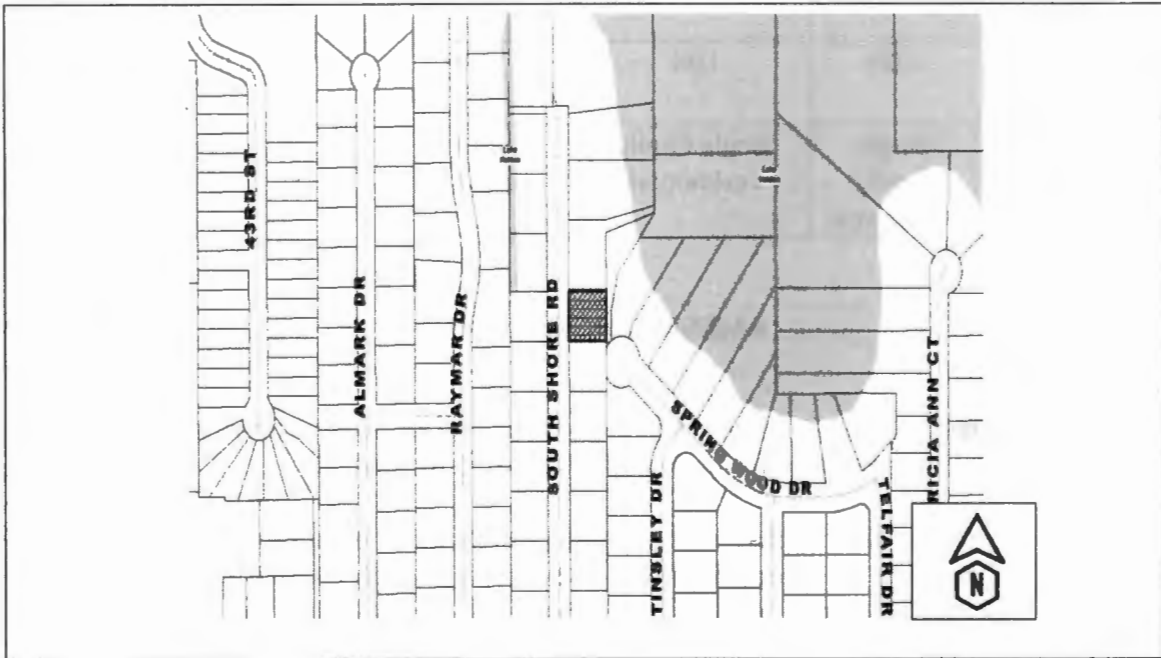 43RD ST
ALMARK DR
RAYMAR DR
SOUTH SHORE RD
TINSLEY DR
SPRING WOOD DR
TELFAIR DR
RICIA ANN CT
N